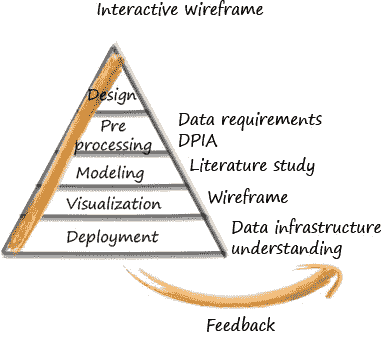 Interactive Wireframe
Design
Pre
processing
Modeling
Visualization
Deployment
Data requirements
DPIA
Literature study
Wireframe
Data infrastructure
understanding
Feedback